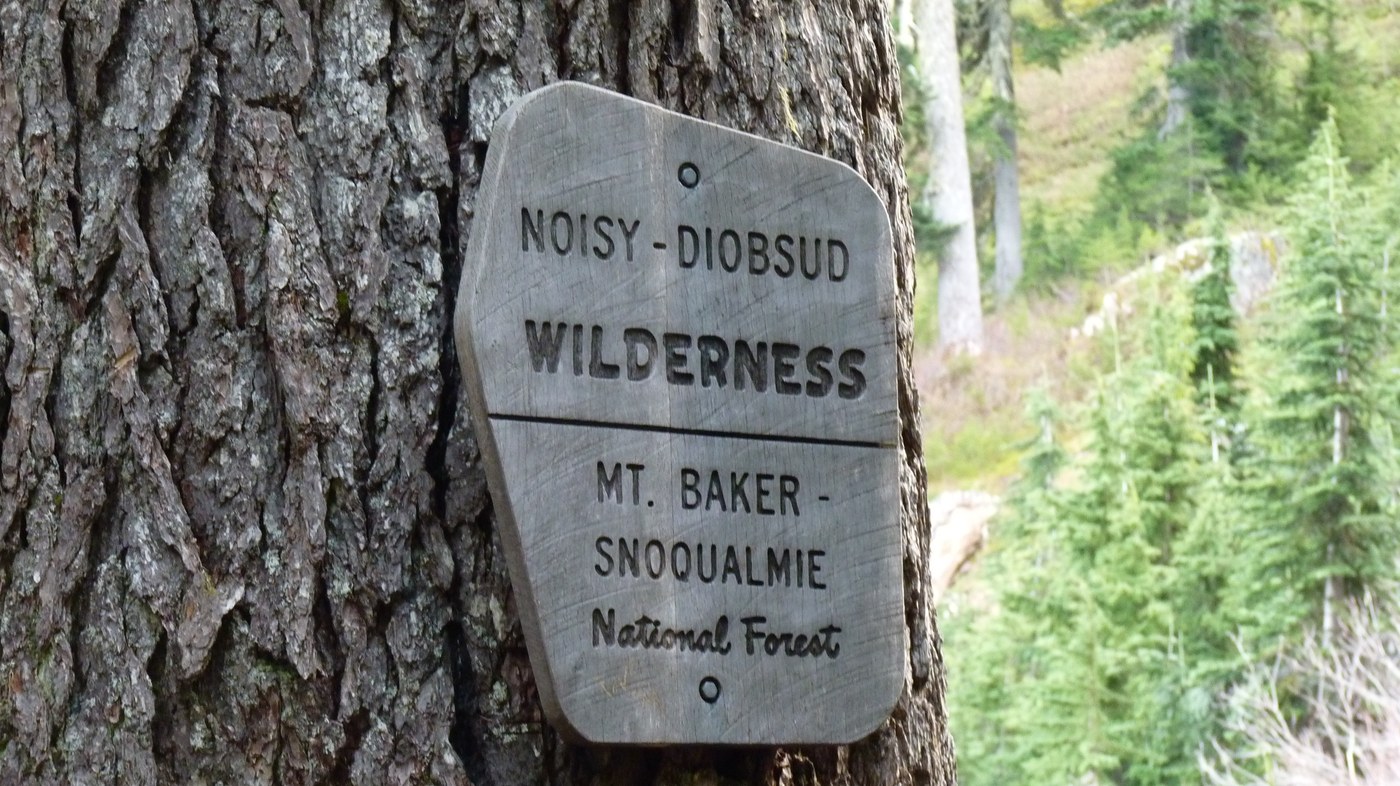 NOISY - DIOBSUD
WILDERNESS
MT. BAKER -
SNOQUALMIE
National Forest